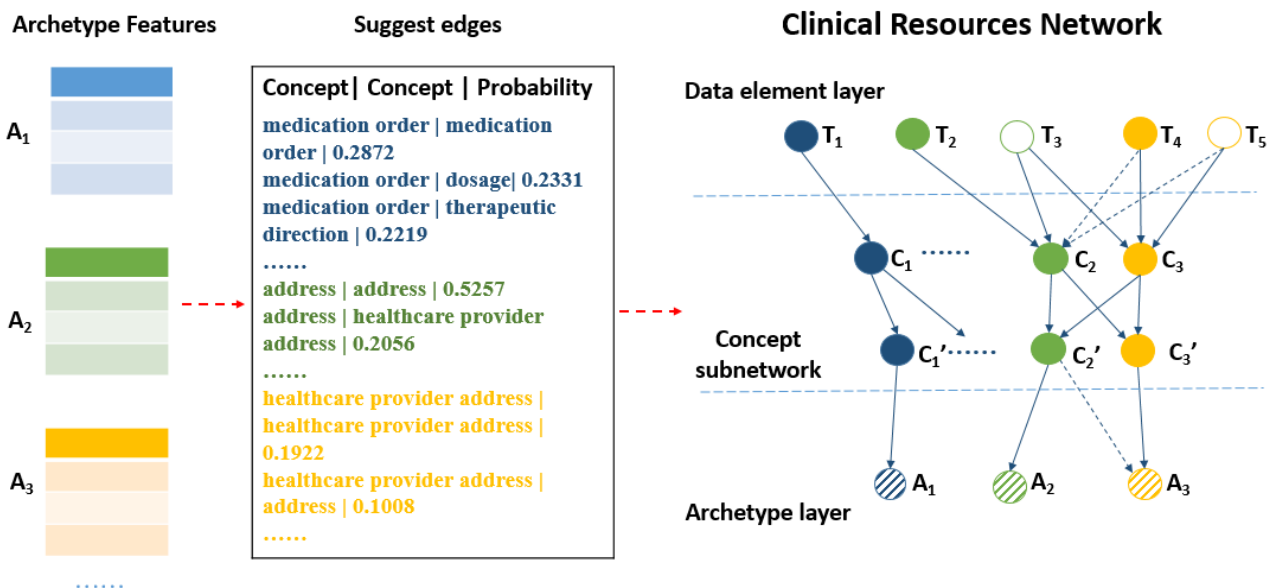 Archetype Features
Suggest edges
Clinical Resources Network
A1
A2
A3
……
Concept| Concept | Probability
medication order | medication
order | 0.2872
medication order | dosage| 0.2331
medication order | therapeutic
direction | 0.2219
……
address | address | 0.5257
address | healthcare provider
address | 0.2056
……
healthcare provider address |
healthcare provider address |
0.1922
healthcare provider address |
address | 0.1008
……
Data element layer
T1
T2
T3
T4
T5
C1
……
C2
C3
Concept
subnetwork
C1’
……
C2’
C3’
A1
A2
A3
Archetype layer